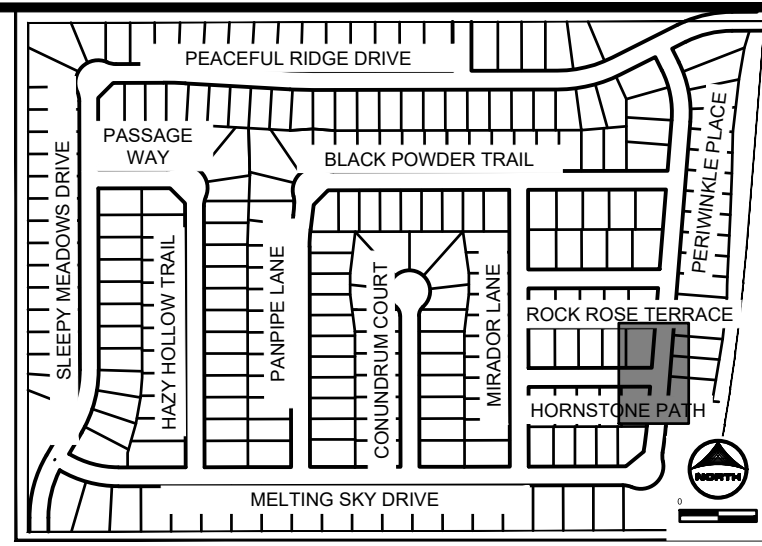 PEACEFUL RIDGE DRIVE
PASSAGE
WAY
BLACK POWDER TRAIL
SLEEPY MEADOWS DRIVE
HAZY HOLLOW TRAIL
PANPIPE LANE
CONUNDRUM COURT
MIRADOR LANE
PERIWINKLE PLACE
ROCK ROSE TERRACE
HORNSTONE PATH
MELTING SKY DRIVE
NORTH
0